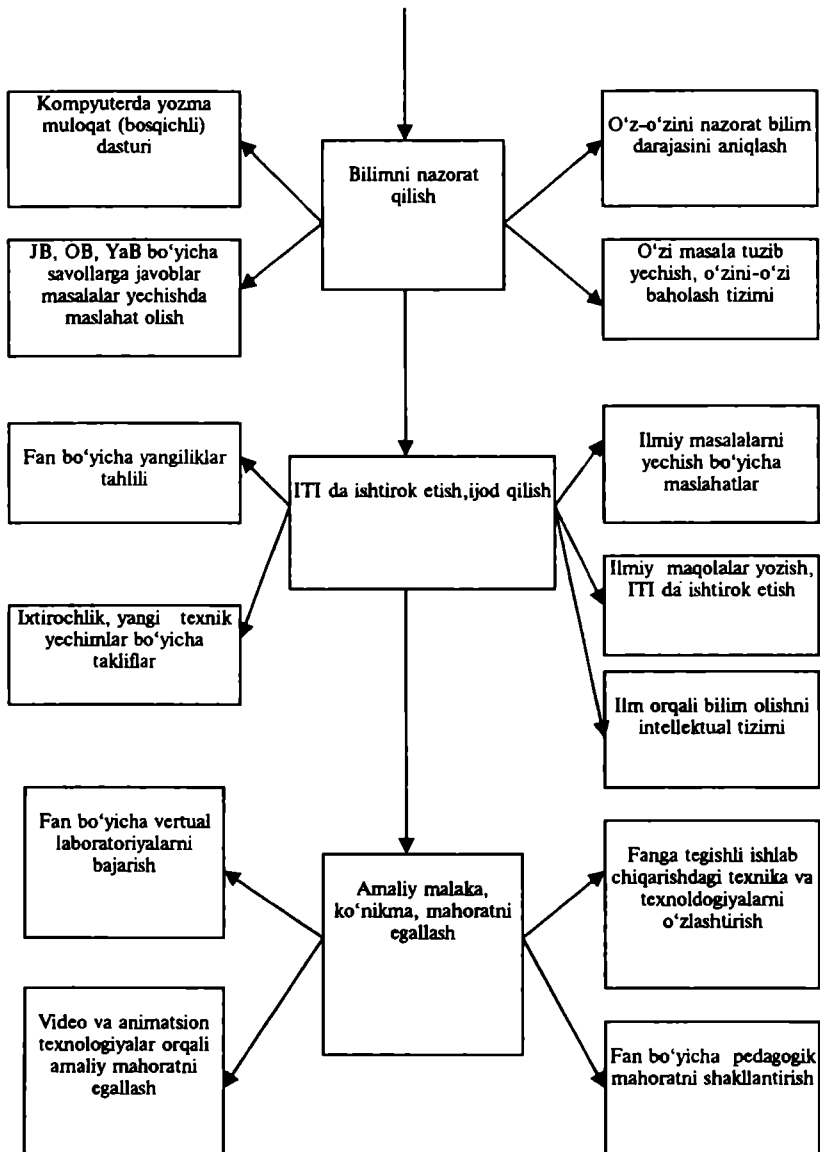 Kompyuterda yozma
muloqat (bosqichli)
dasturi
O‘z-o‘zini nazorat bilim
darajasini aniqlash
Bilimni nazorat
qilish
JB, OB, YaB bo‘yicha
savollarga javoblar
masalalar yechishda
maslahat olish
O‘zi masala tuzib
yechish, o‘zini-o‘zi
baholash tizimi
Fan bo‘yicha yangiliklar
tahlili
ITI da ishtirok etish,ijod qilish
Ilmiy masalalarni
yechish bo‘yicha
maslahatlar
Ilmiy maqolalar yozish,
ITI da ishtirok etish
Ixtirochlik, yangi texnik
yechimlar bo‘yicha
takliflar
Ilm orqali bilim olishni
intellektual tizimi
Fan bo‘yicha vertual
laboratoriyalarni
bajarish
Amaliy malaka,
ko‘nikma, mahoratni
egallash
Fanga tegishli ishlab
chiqarishdagi texnika va
texnoldogiyalarni
o‘zlashtirish
Video va animatsion
texnologiyalar orqali
amaliy mahoratni
egallash
Fan bo‘yicha pedagogik
mahoratni shakllantirish